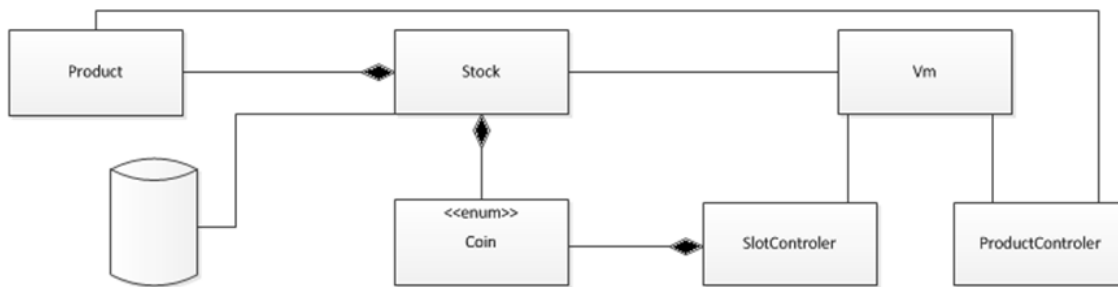 Product
Stock
Vm
<<enum>>
Coin
SlotControler
ProductControler